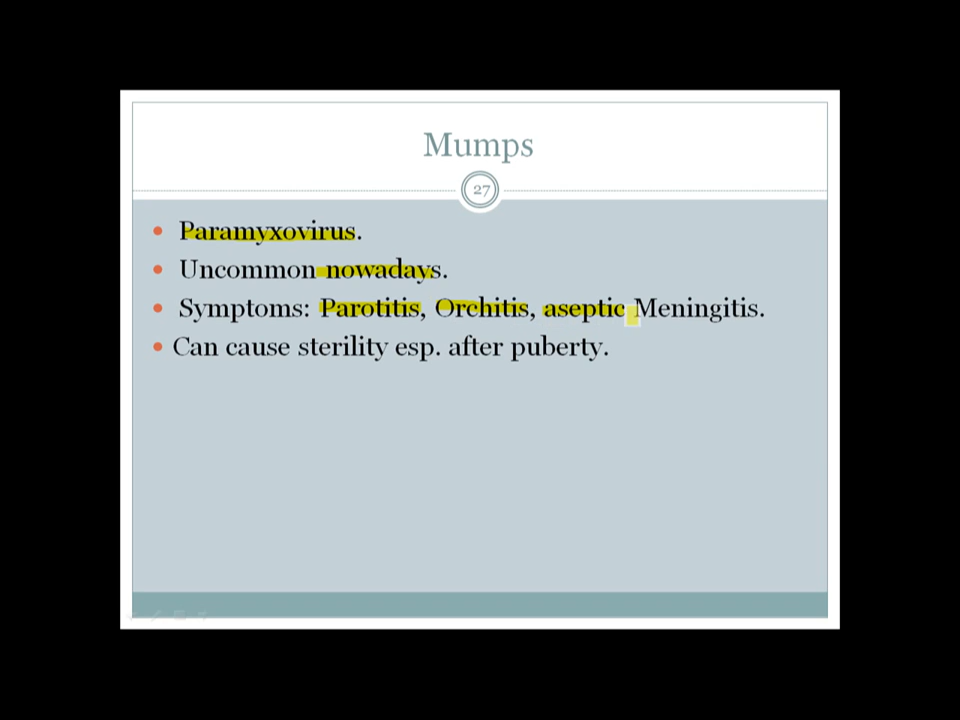 Mumps
27
• Paramyxovirus.
• Uncommon nowadays.
• Symptoms: Parotitis, Orchitis, aseptic Meningitis.
• Can cause sterility esp. after puberty.